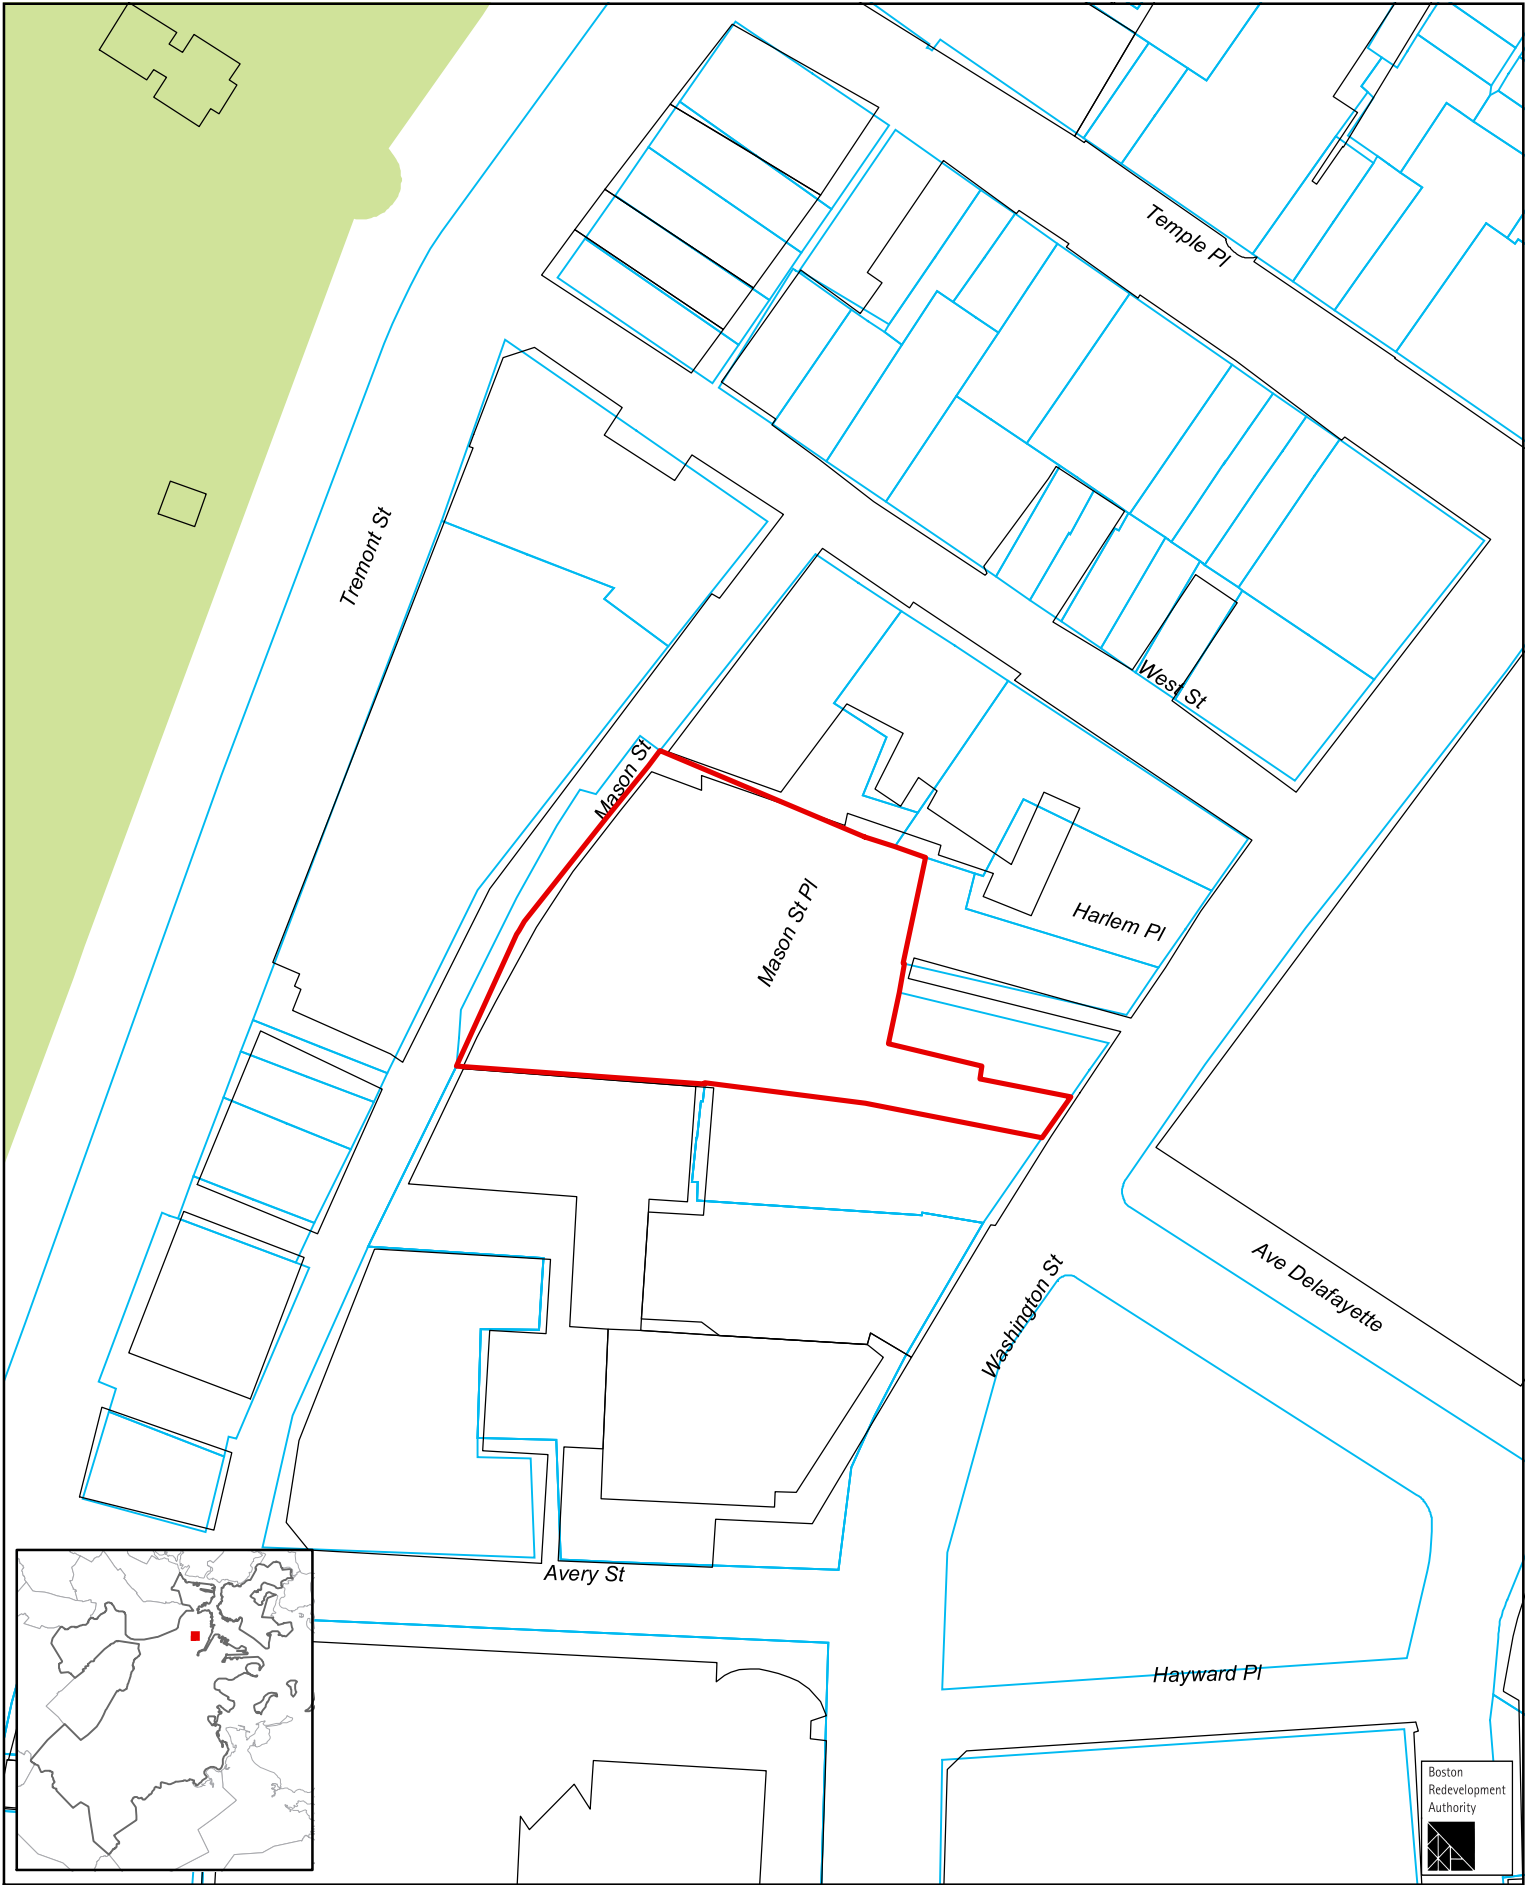 Temple Pl
Tremont St
West St
Mason St
Mason St Pl
Harlem Pl
Washington St
Ave Delafayette
Avery St
Hayward Pl
Boston
Redevelopment
Authority